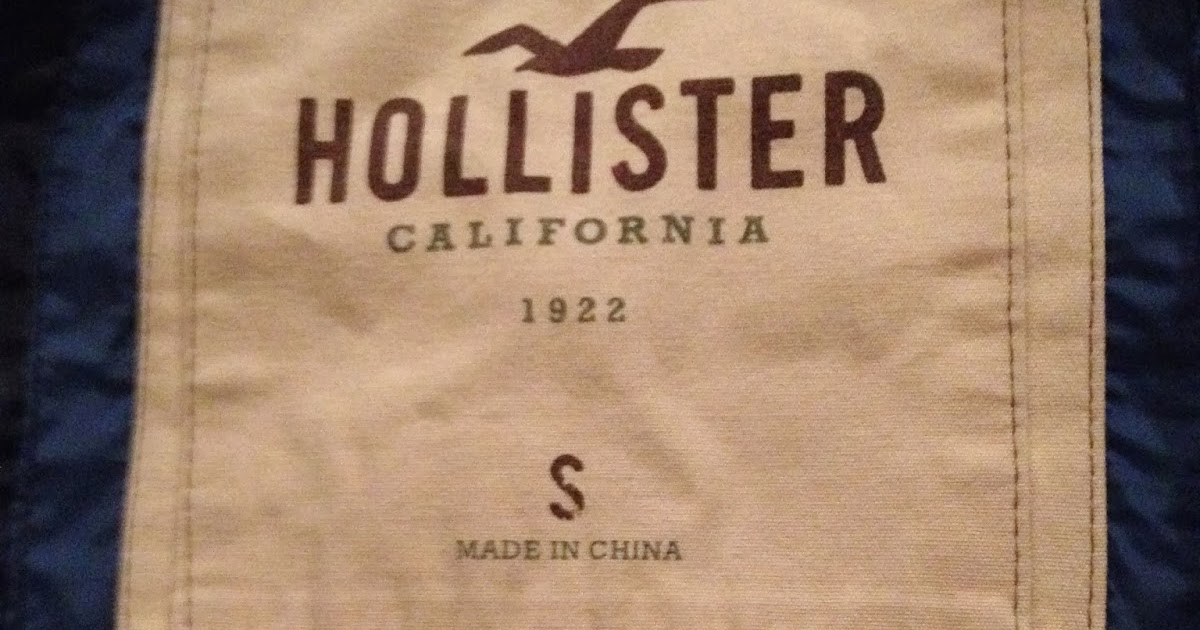 HOLLISTER
CALIFORNIA
1922
S
MADE IN CHINA